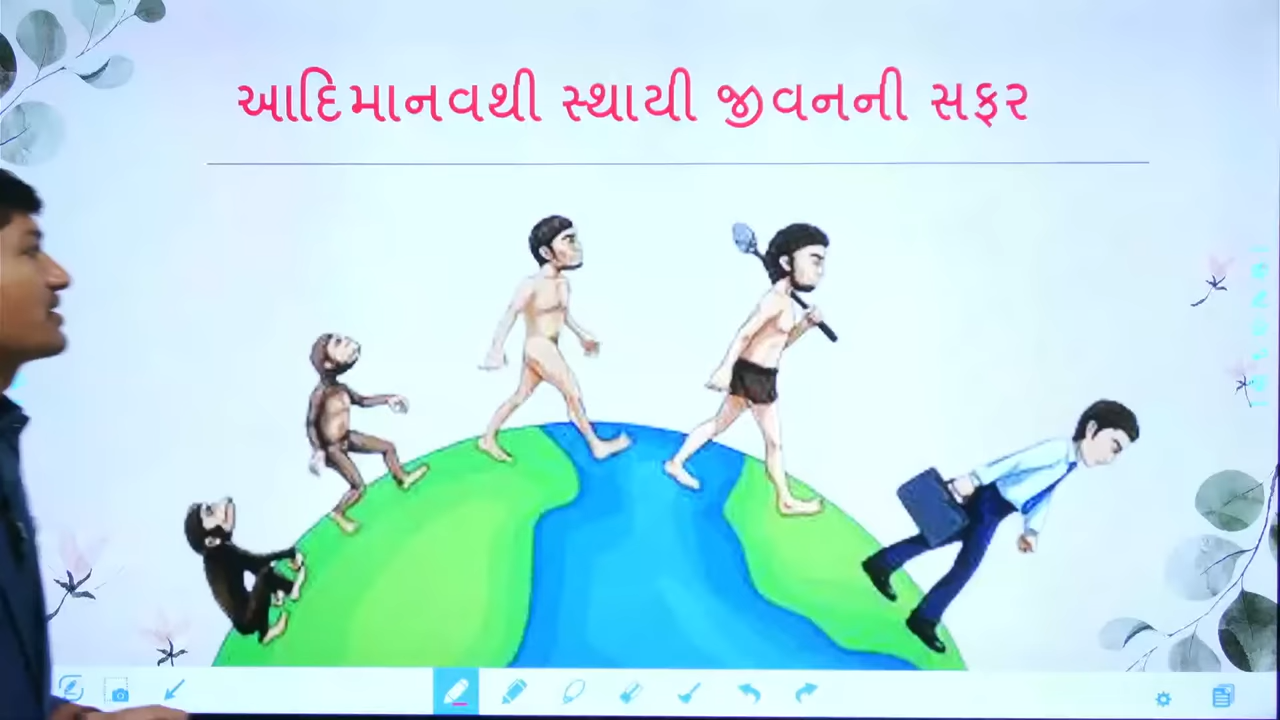 આદિમાનવથી સ્થાયી જીવનની સફર